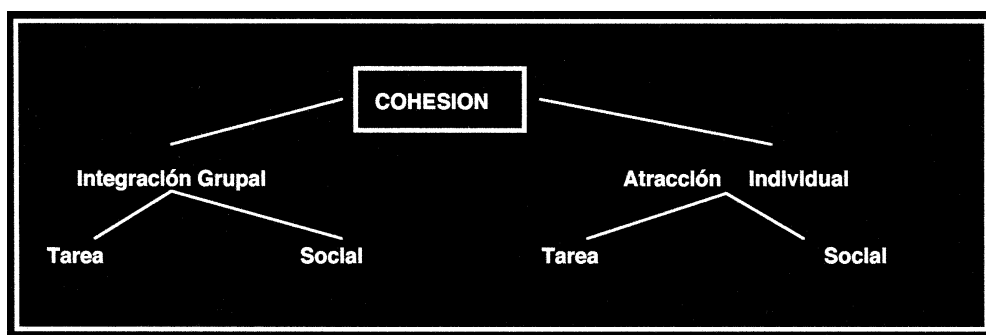 COHESION
Integración Grupal
Atracción Individual
Tarea
Social
Tarea
Social